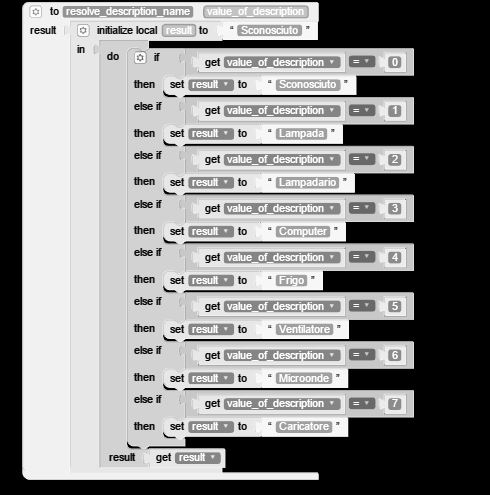 to resolve_description_name value_of_description
result initialize local result to " Sconosciuto "
in do if get value_of_description = 0
then set result to " Sconosciuto "
else if get value_of_description = 1
then set result to " Lampada "
else if get value_of_description = 2
then set result to " Lampadario "
else if get value_of_description = 3
then set result to " Computer "
else if get value_of_description = 4
then set result to " Frigo "
else if get value_of_description = 5
then set result to " Ventilatore "
else if get value_of_description = 6
then set result to " Microonde "
else if get value_of_description = 7
then set result to " Caricatore "
result get result